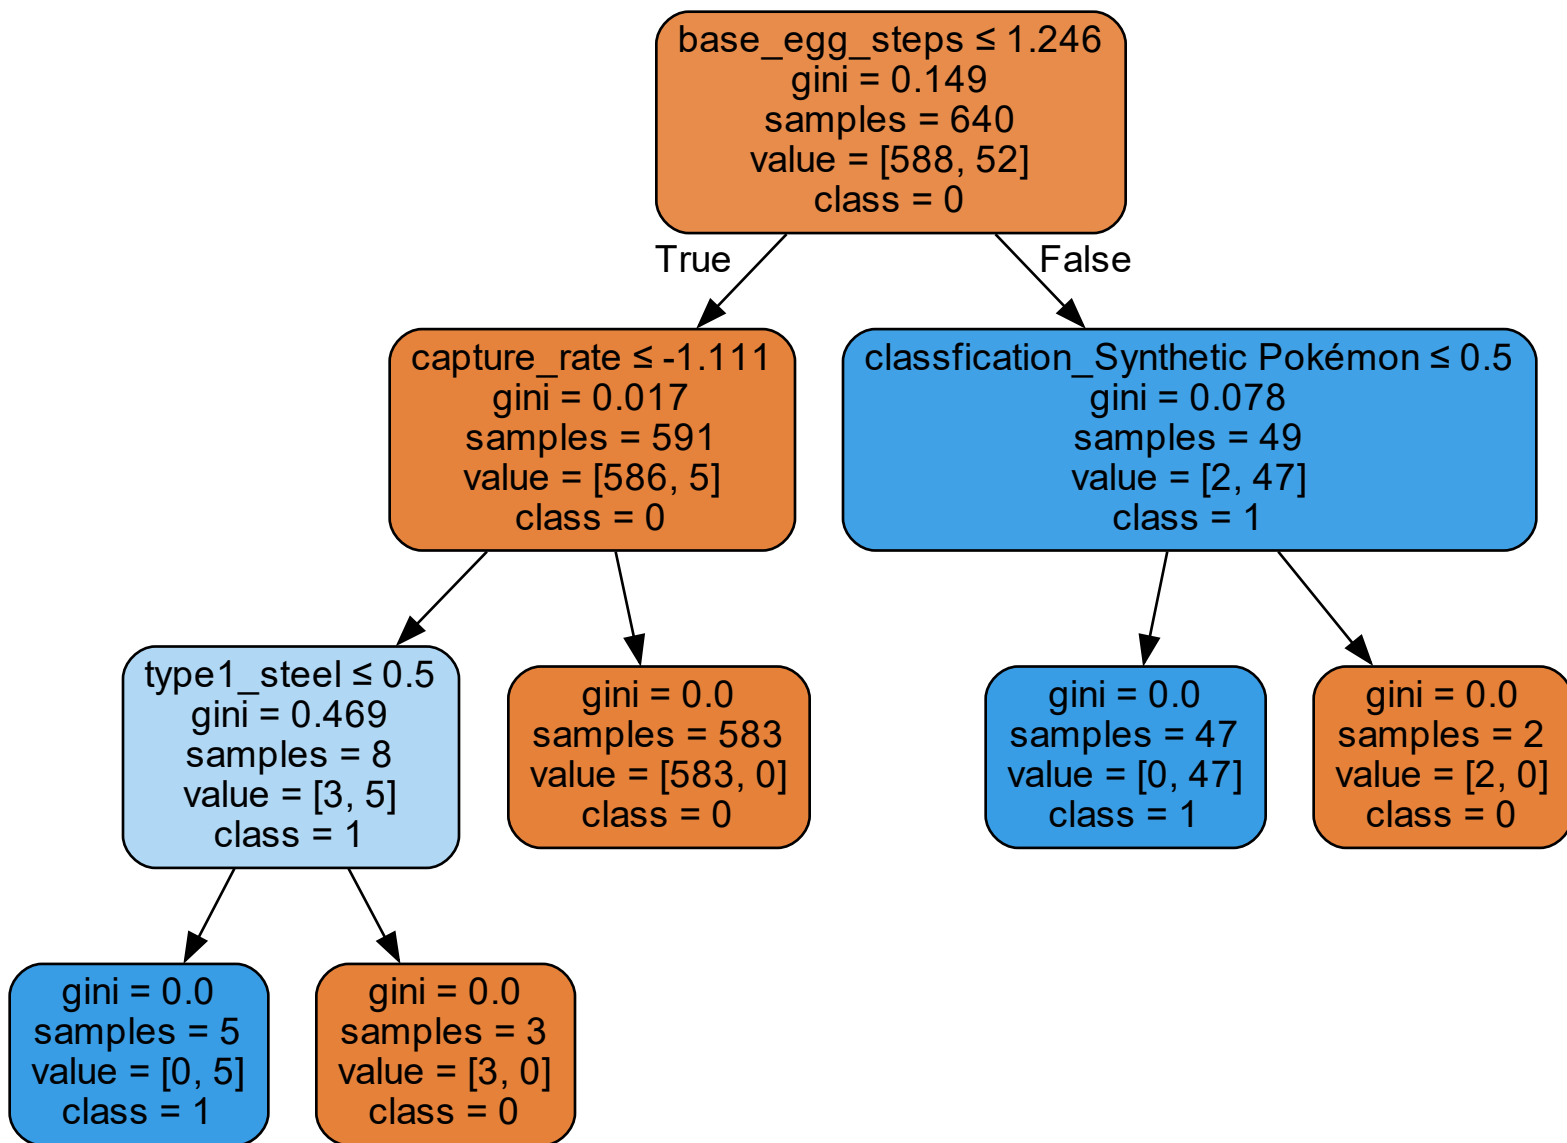 base_egg_steps ≤ 1.246
gini = 0.149
samples = 640
value = [588, 52]
class = 0
True
False
capture_rate ≤ -1.111
gini = 0.017
samples = 591
value = [586, 5]
class = 0
classfication_Synthetic Pokémon ≤ 0.5
gini = 0.078
samples = 49
value = [2, 47]
class = 1
type1_steel ≤ 0.5
gini = 0.469
samples = 8
value = [3, 5]
class = 1
gini = 0.0
samples = 583
value = [583, 0]
class = 0
gini = 0.0
samples = 47
value = [0, 47]
class = 1
gini = 0.0
samples = 2
value = [2, 0]
class = 0
gini = 0.0
samples = 5
value = [0, 5]
class = 1
gini = 0.0
samples = 3
value = [3, 0]
class = 0